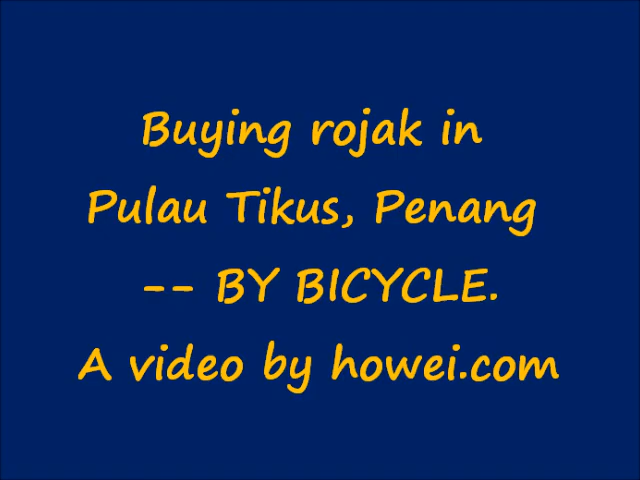 Buying rojak in
Pulau Tikus, Penang
-- BY BICYCLE.
A video by howei.com